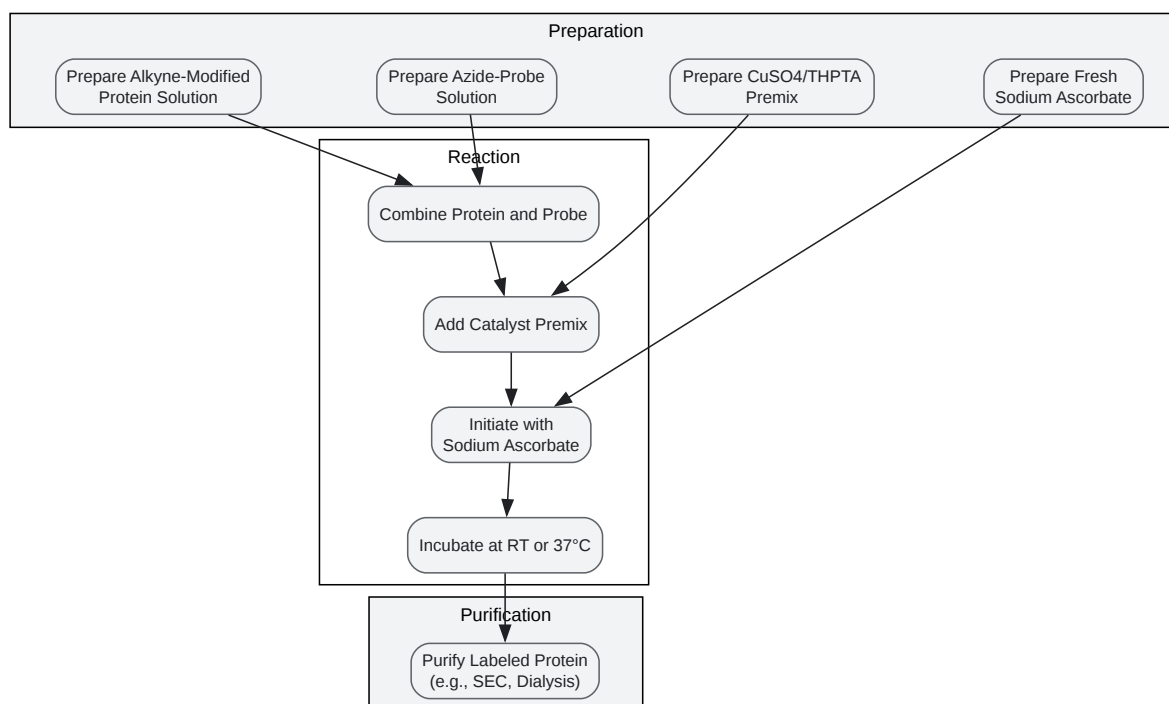 Preparation
Prepare Alkyne-Modified
Protein Solution
Prepare Azide-Probe
Solution
Prepare CuSO4/THPTA
Premix
Prepare Fresh
Sodium Ascorbate
Reaction
Combine Protein and Probe
Add Catalyst Premix
Initiate with
Sodium Ascorbate
Incubate at RT or 37°C
Purification
Purify Labeled Protein
(e.g., SEC, Dialysis)